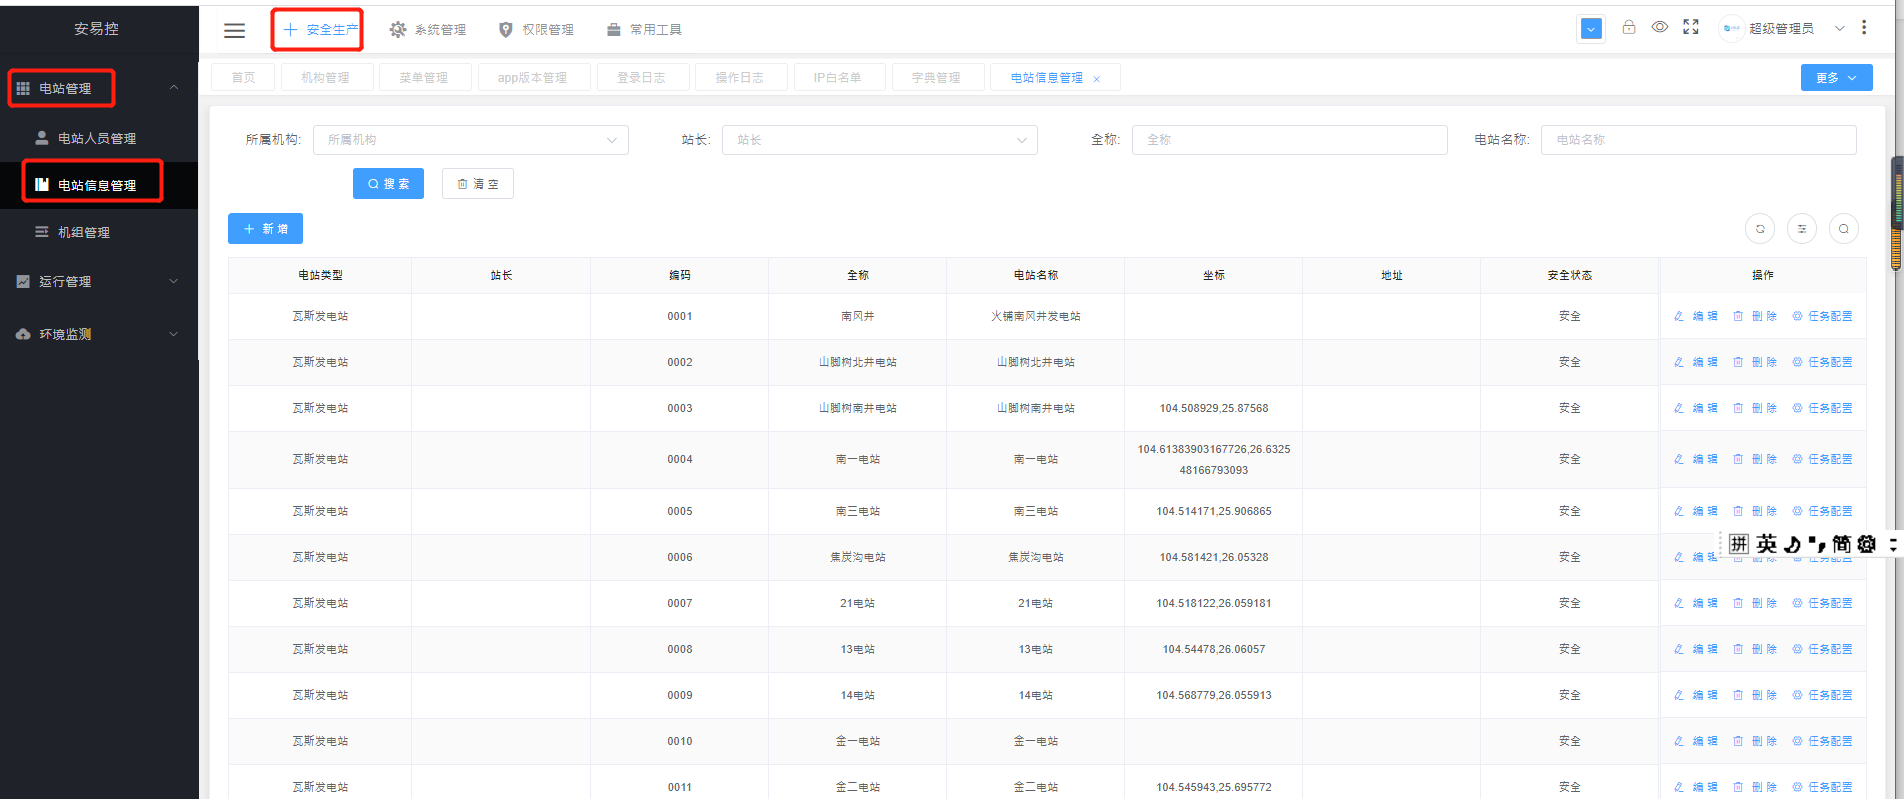 安易控
安全生产
系统管理
权限管理
常用工具
超级管理员
电站管理
电站人员管理
电站信息管理
机组管理
运行管理
环境监测
首页
机构管理
菜单管理
app版本管理
登录日志
操作日志
IP白名单
字典管理
电站信息管理
更多
所属机构: 所属机构
站长: 站长
全称: 全称
电站名称: 电站名称
搜索
清空
新增
电站类型 站长 编码 全称 电站名称 坐标 地址 安全状态 操作
瓦斯发电站 0001 南风井 火铺南风井发电站 安全 编辑 删除 任务配置
瓦斯发电站 0002 山脚树北井电站 山脚树北井电站 安全 编辑 删除 任务配置
瓦斯发电站 0003 山脚树南井电站 山脚树南井电站 104.508929,25.87568 安全 编辑 删除 任务配置
瓦斯发电站 0004 南一电站 南一电站 104.61383903167726,26.6325
48166793093 安全 编辑 删除 任务配置
瓦斯发电站 0005 南三电站 南三电站 104.514171,25.906865 安全 编辑 删除 任务配置
拼 英 简
瓦斯发电站 0006 焦炭沟电站 焦炭沟电站 104.581421,26.05328 安全 编辑 删除 任务配置
瓦斯发电站 0007 21电站 21电站 104.518122,26.059181 安全 编辑 删除 任务配置
瓦斯发电站 0008 13电站 13电站 104.54478,26.06057 安全 编辑 删除 任务配置
瓦斯发电站 0009 14电站 14电站 104.568779,26.055913 安全 编辑 删除 任务配置
瓦斯发电站 0010 金一电站 金一电站 安全 编辑 删除 任务配置
瓦斯发电站 0011 金二电站 金二电站 104.545943,25.695772 安全 编辑 删除 任务配置